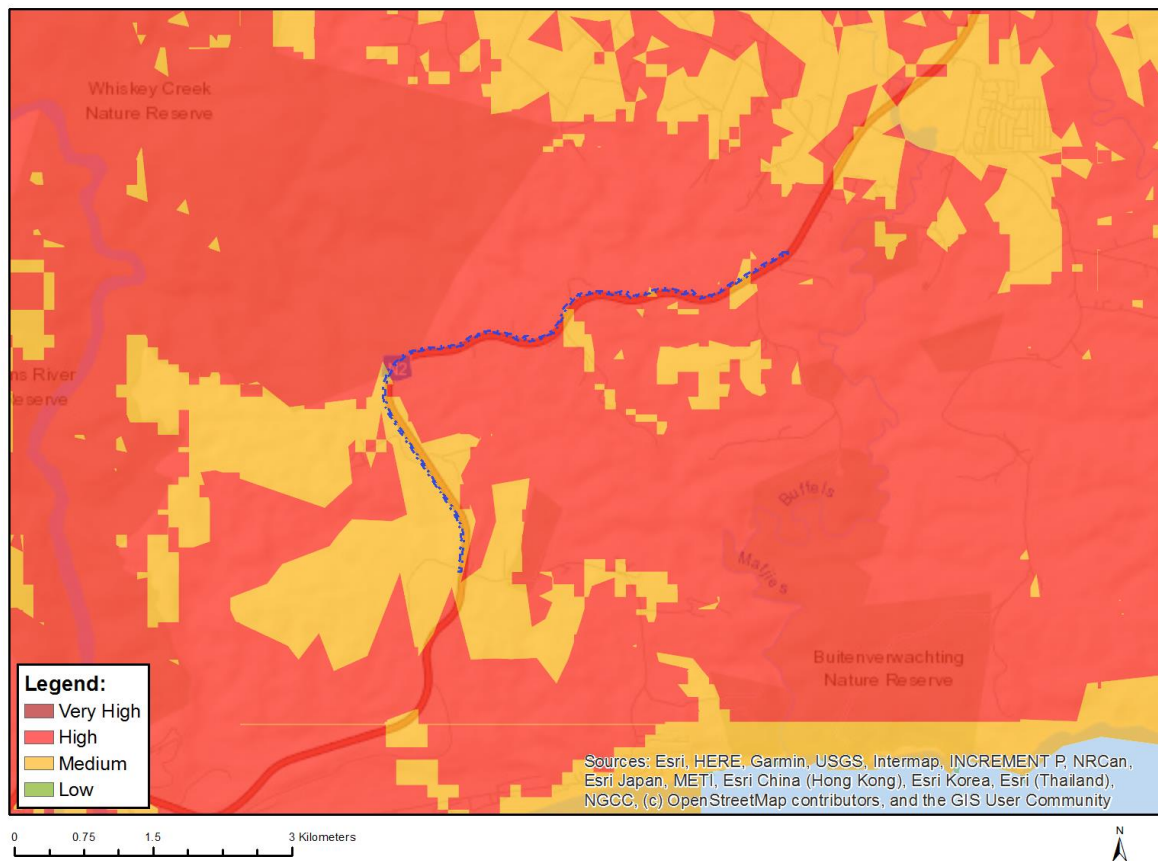 Whiskey Creek
Nature Reserve
N2
ns River
eserve
Buffels
Matjies
Buitenverwachting
Nature Reserve
Legend:
Very High
High
Medium
Low
Sources: Esri, HERE, Garmin, USGS, Intermap, INCREMENT P, NRCan,
Esri Japan, METI, Esri China (Hong Kong), Esri Korea, Esri (Thailand),
NGCC, (c) OpenStreetMap contributors, and the GIS User Community
0 0.75 1.5 3 Kilometers
N